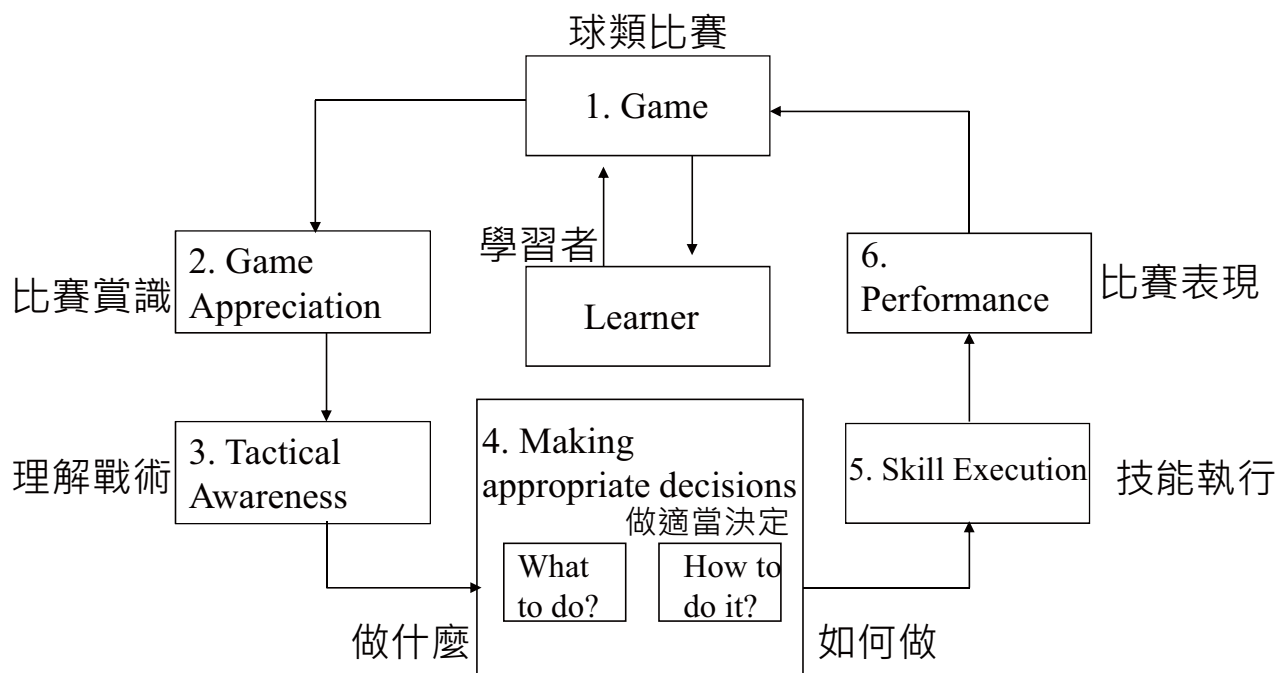 球類比賽
1. Game
學習者
Learner
比賽賞識
2. Game
Appreciation
理解戰術
3. Tactical
Awareness
4. Making
appropriate decisions
做適當決定
What
to do?
How to
do it?
做什麼
如何做
5. Skill Execution
技能執行
6.
Performance
比賽表現